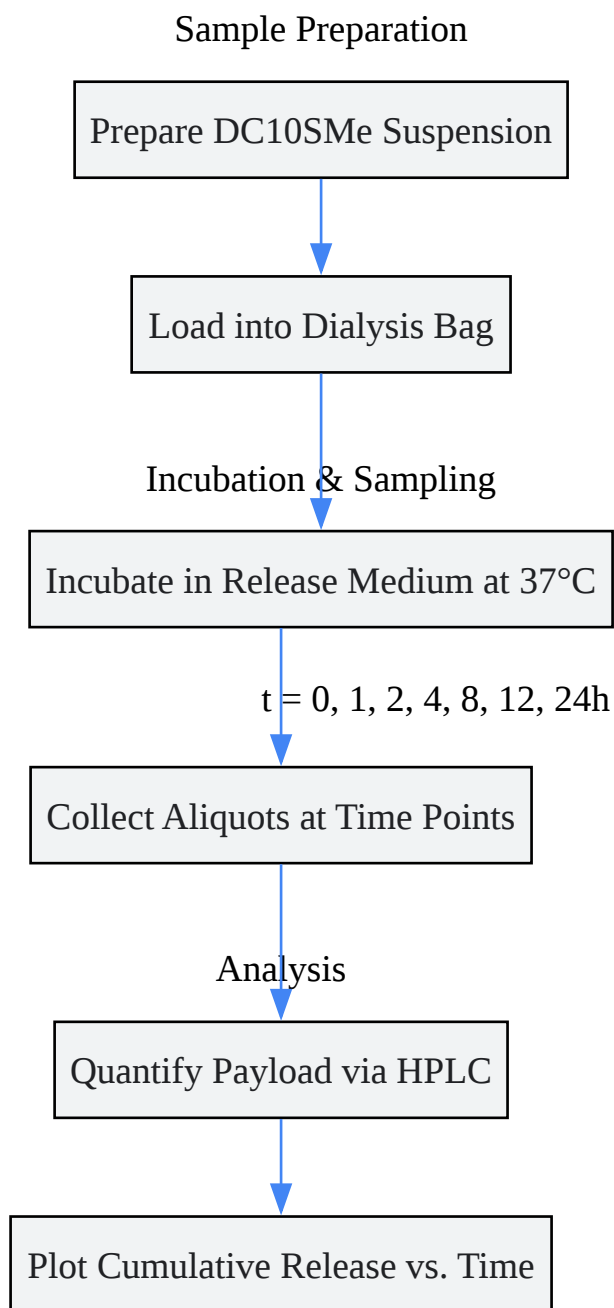 Sample Preparation
Prepare DC10SMe Suspension
Load into Dialysis Bag
Incubation & Sampling
Incubate in Release Medium at 37°C
t = 0, 1, 2, 4, 8, 12, 24h
Collect Aliquots at Time Points
Analysis
Quantify Payload via HPLC
Plot Cumulative Release vs. Time